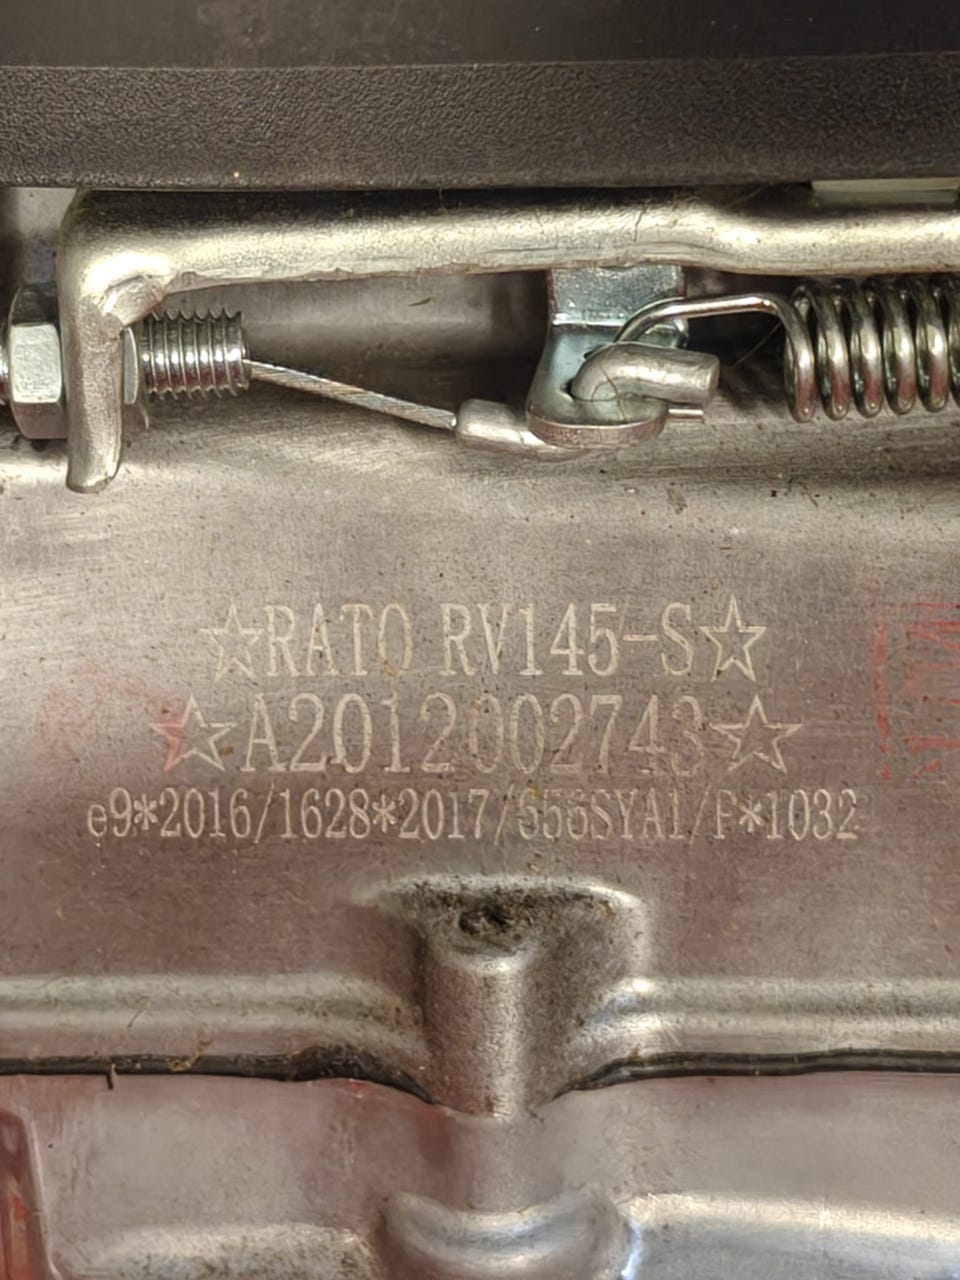 ☆RATO RV145-S☆
☆A2012002743☆
e9*2016/1628*2017/656SYA1/P*1032